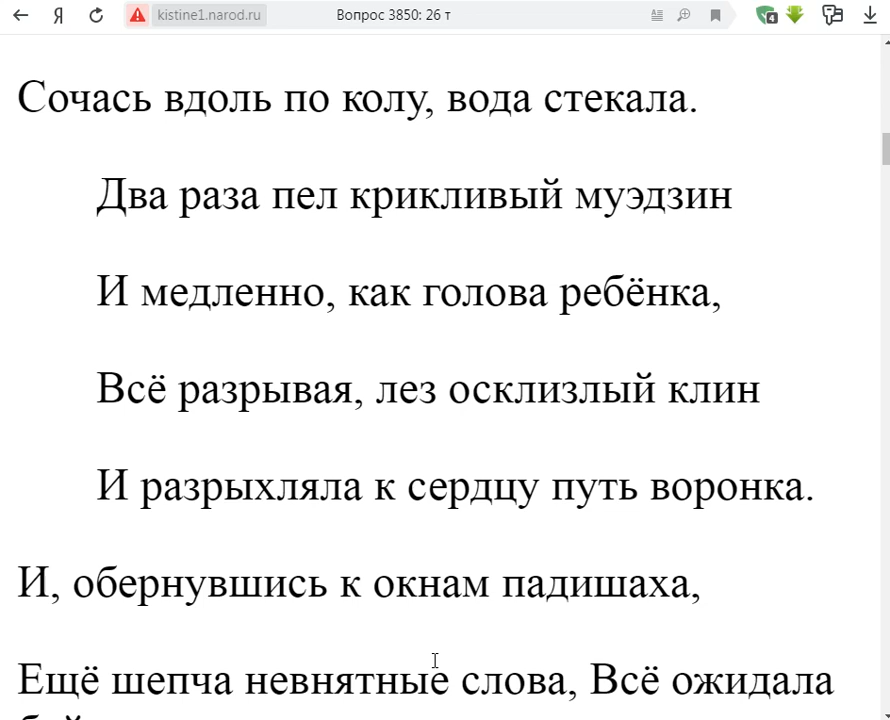 Я kistine1.narod.ru Вопрос 3850: 26 т 4
Сочась вдоль по колу, вода стекала.
Два раза пел крикливый муэдзин
И медленно, как голова ребёнка,
Всё разрывая, лез осклизлый клин
И разрыхляла к сердцу путь воронка.
И, обернувшись к окнам падишаха,
Ещё шепча невнятные слова, Всё ожидала